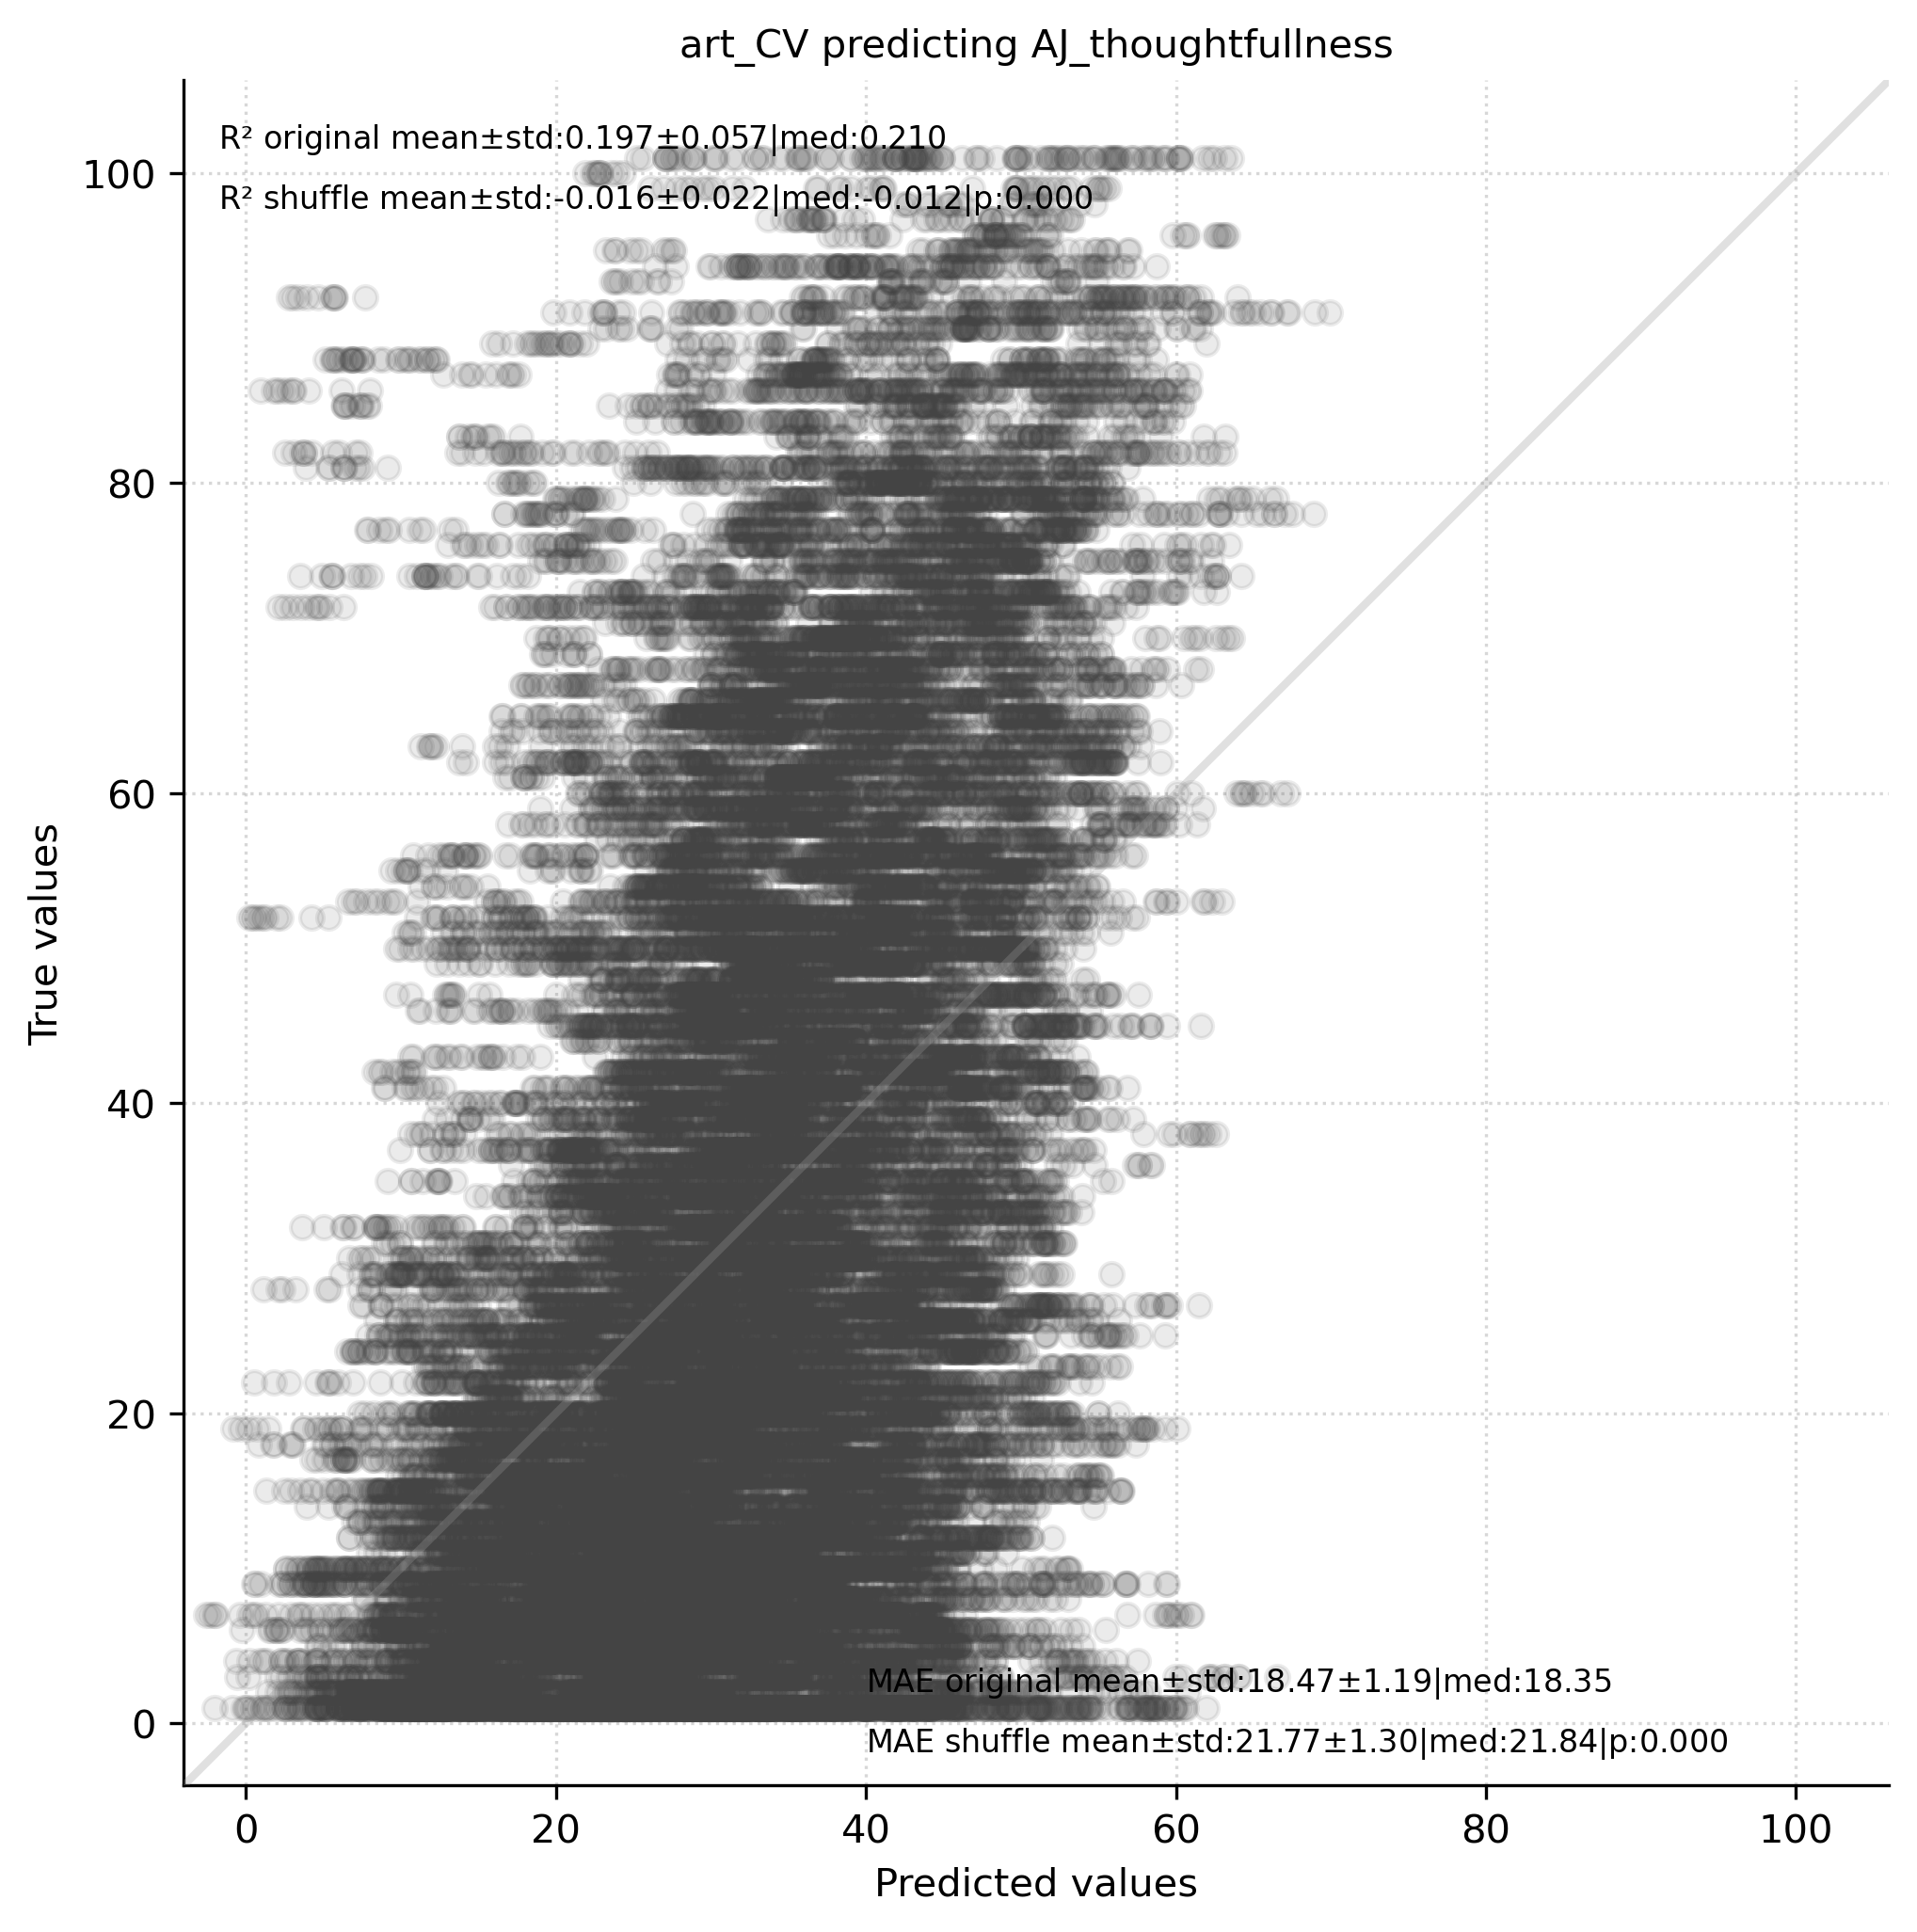 art_CV predicting AJ_thoughtfullness
R² original mean±std:0.197±0.057|med:0.210
R² shuffle mean±std:-0.016±0.022|med:-0.012|p:0.000
100
80
60
40
20
0
True values
MAE original mean±std:18.47±1.19|med:18.35
MAE shuffle mean±std:21.77±1.30|med:21.84|p:0.000
0 20 40 60 80 100
Predicted values